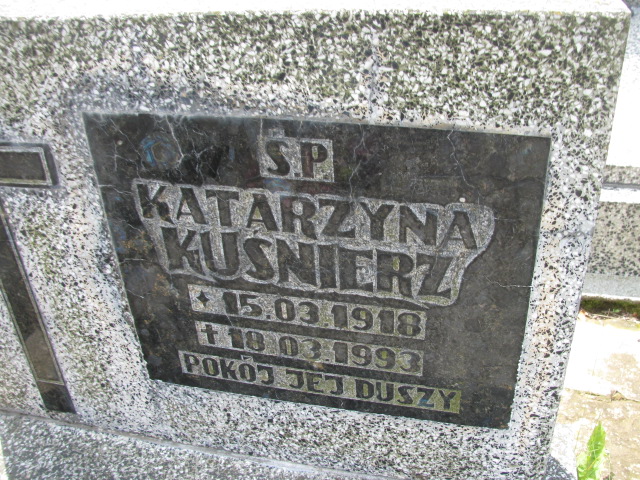 Ś.P
KATARZYNA
KUŚNIERZ
✦ 15.03.1918
✝ 18.03.1993
POKÓJ JEJ DUSZY